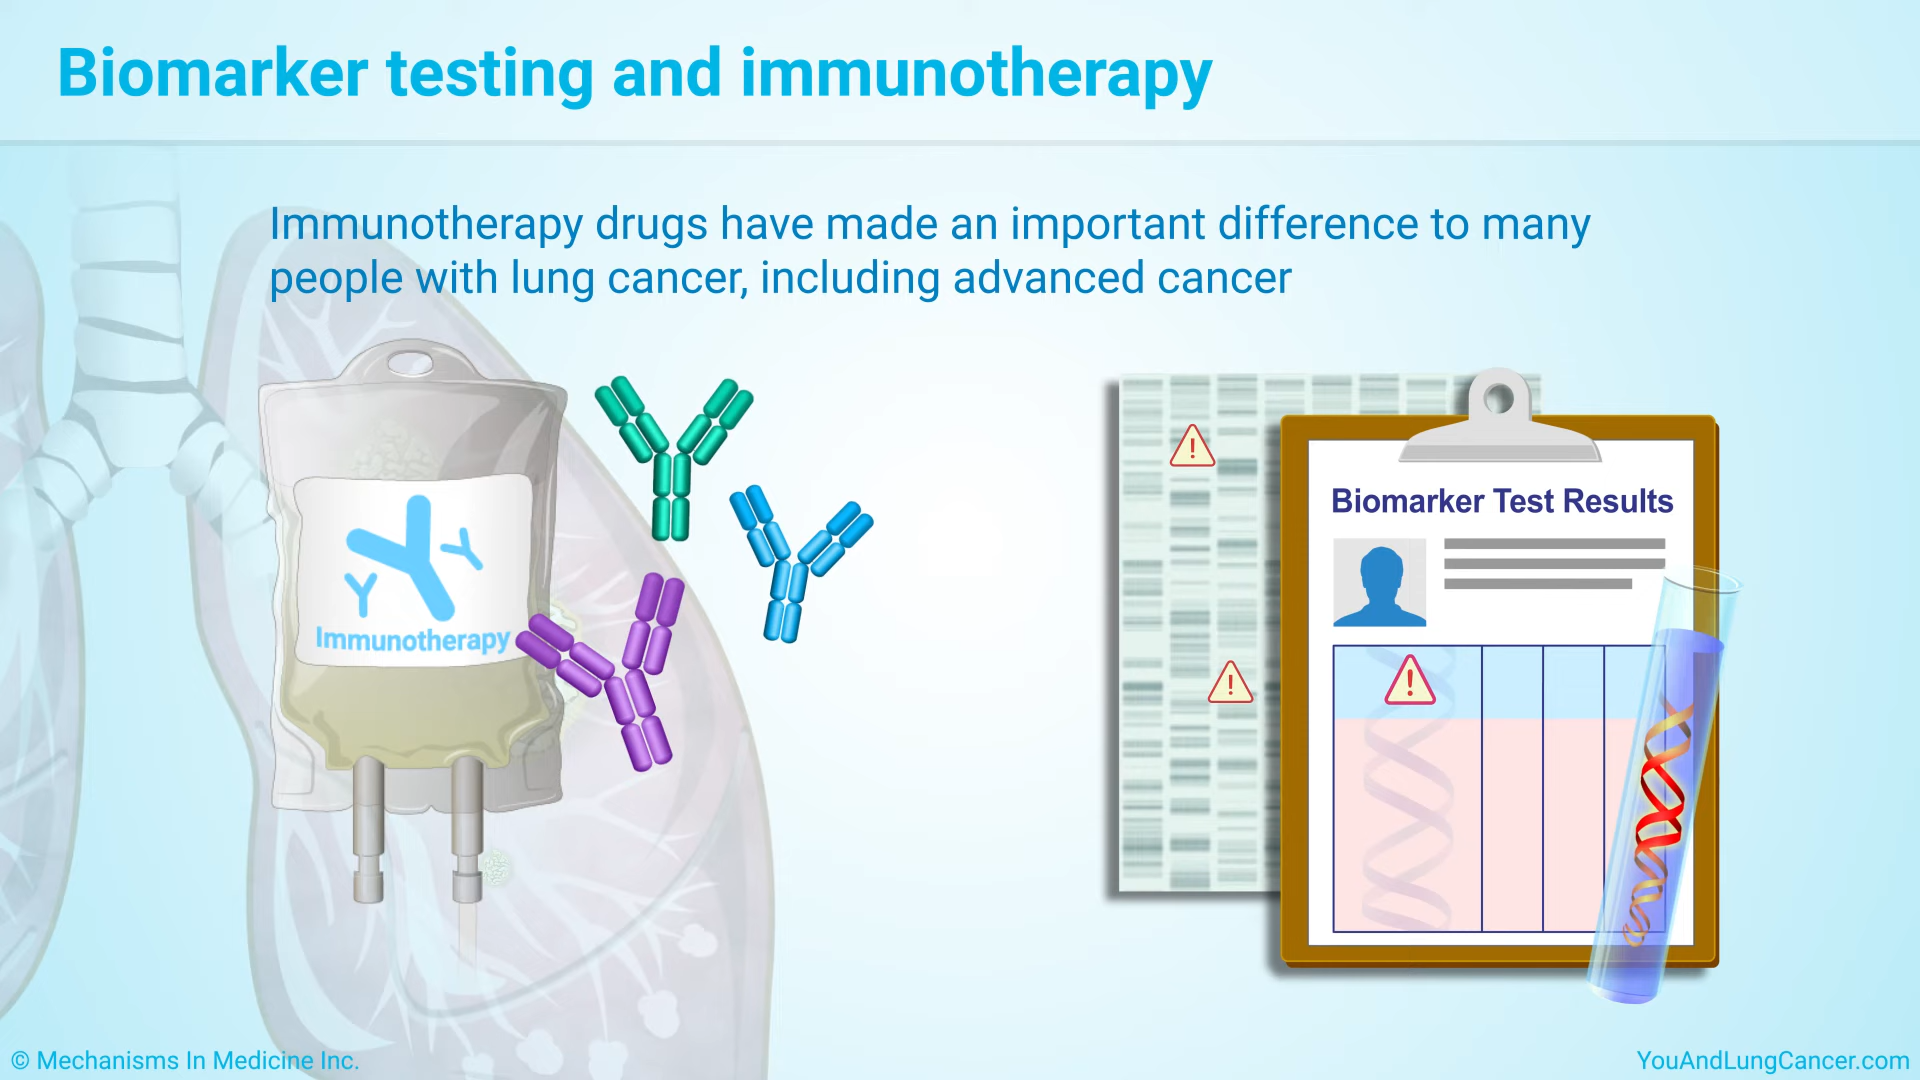 Biomarker testing and immunotherapy
Immunotherapy drugs have made an important difference to many
people with lung cancer, including advanced cancer
Immunotherapy
Biomarker Test Results
© Mechanisms In Medicine Inc.
YouAndLungCancer.com